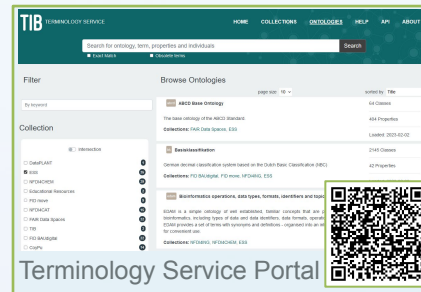 TIB TERMINOLOGY SERVICE
HOME COLLECTIONS ONTOLOGIES HELP API ABOUT
Search for ontology, term, properties and individuals
Search
Exact Match Obsolete terms
Filter
By keyword
Collection
intersection
DataPLANT
ESS
NFDI4CHEM
Educational Resources
FID move
NFDI4CAT
FAIR Data Spaces
TIB
FID BAUdigital
CoyPu
Browse Ontologies
page size 10 sorted by Title
ABCD Base Ontology
64 Classes
The base ontology of the ABCD Standard.
404 Properties
Collections: FAIR Data Spaces, ESS
Loaded: 2023-02-02
Basisklassifikation
2145 Classes
German decimal classification system based on the Dutch Basic Classification (NBC)
42 Properties
Collections: FID BAUdigital, FID move, NFDI4ING, ESS
Bioinformatics operations, data types, formats, identifiers and topics
EDAM is a simple ontology of well established, familiar concepts that are
bioinformatics, including types of data and data identifiers, data formats,
EDAM provides a set of terms with synonyms and definitions - organised into an
for convenient use.
Collections: NFDI4ING, NFDI4CHEM, ESS
Terminology Service Portal